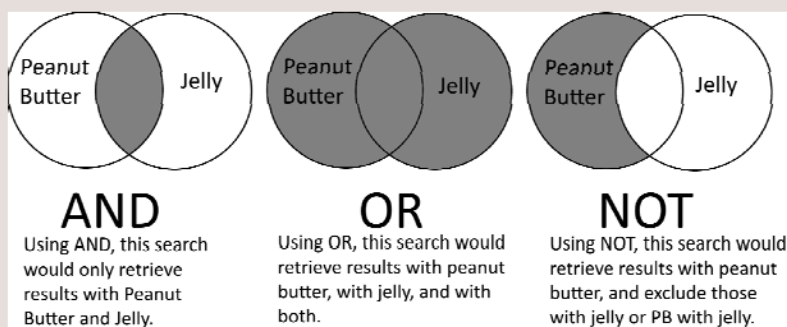 Peanut
Butter
Jelly
Peanut
Butter
Jelly
Peanut
Butter
Jelly
AND
Using AND, this search
would only retrieve
results with Peanut
Butter and Jelly.
OR
Using OR, this search would
retrieve results with peanut
butter, with jelly, and with
both.
NOT
Using NOT, this search would
retrieve results with peanut
butter, and exclude those
with jelly or PB with jelly.